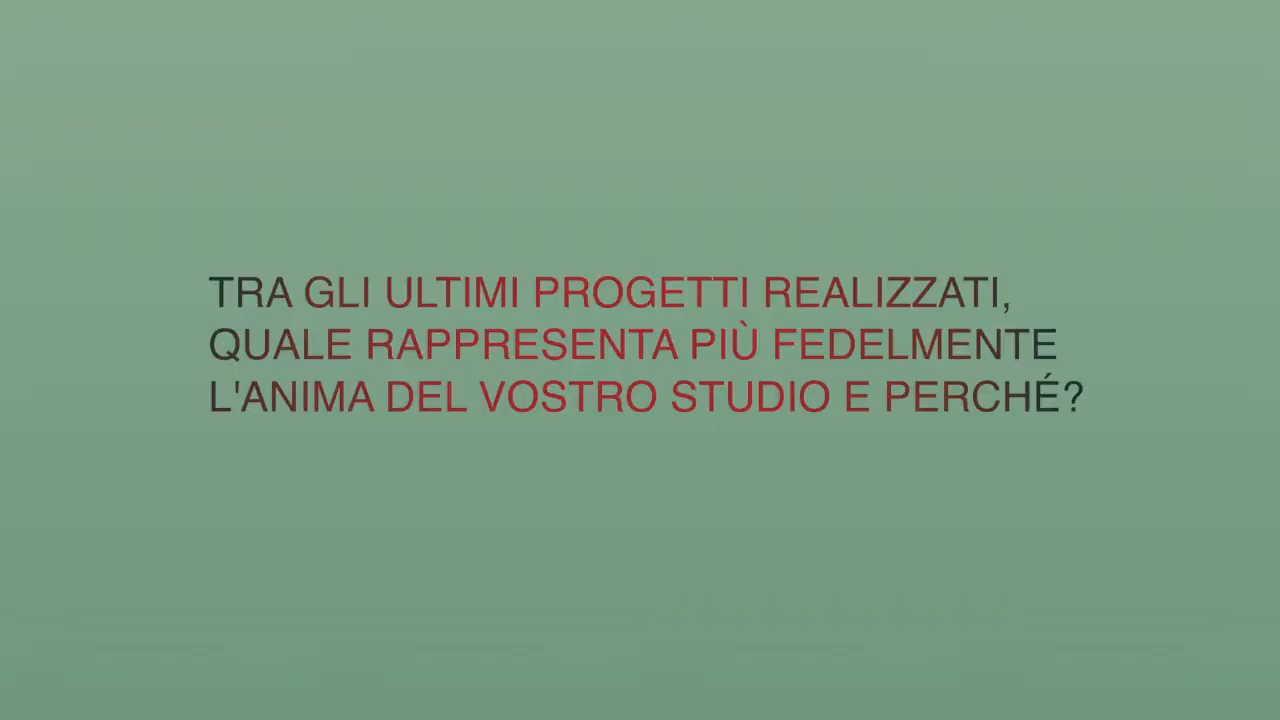 TRA GLI ULTIMI PROGETTI REALIZZATI,
QUALE RAPPRESENTA PIÙ FEDELMENTE
L'ANIMA DEL VOSTRO STUDIO E PERCHÉ?